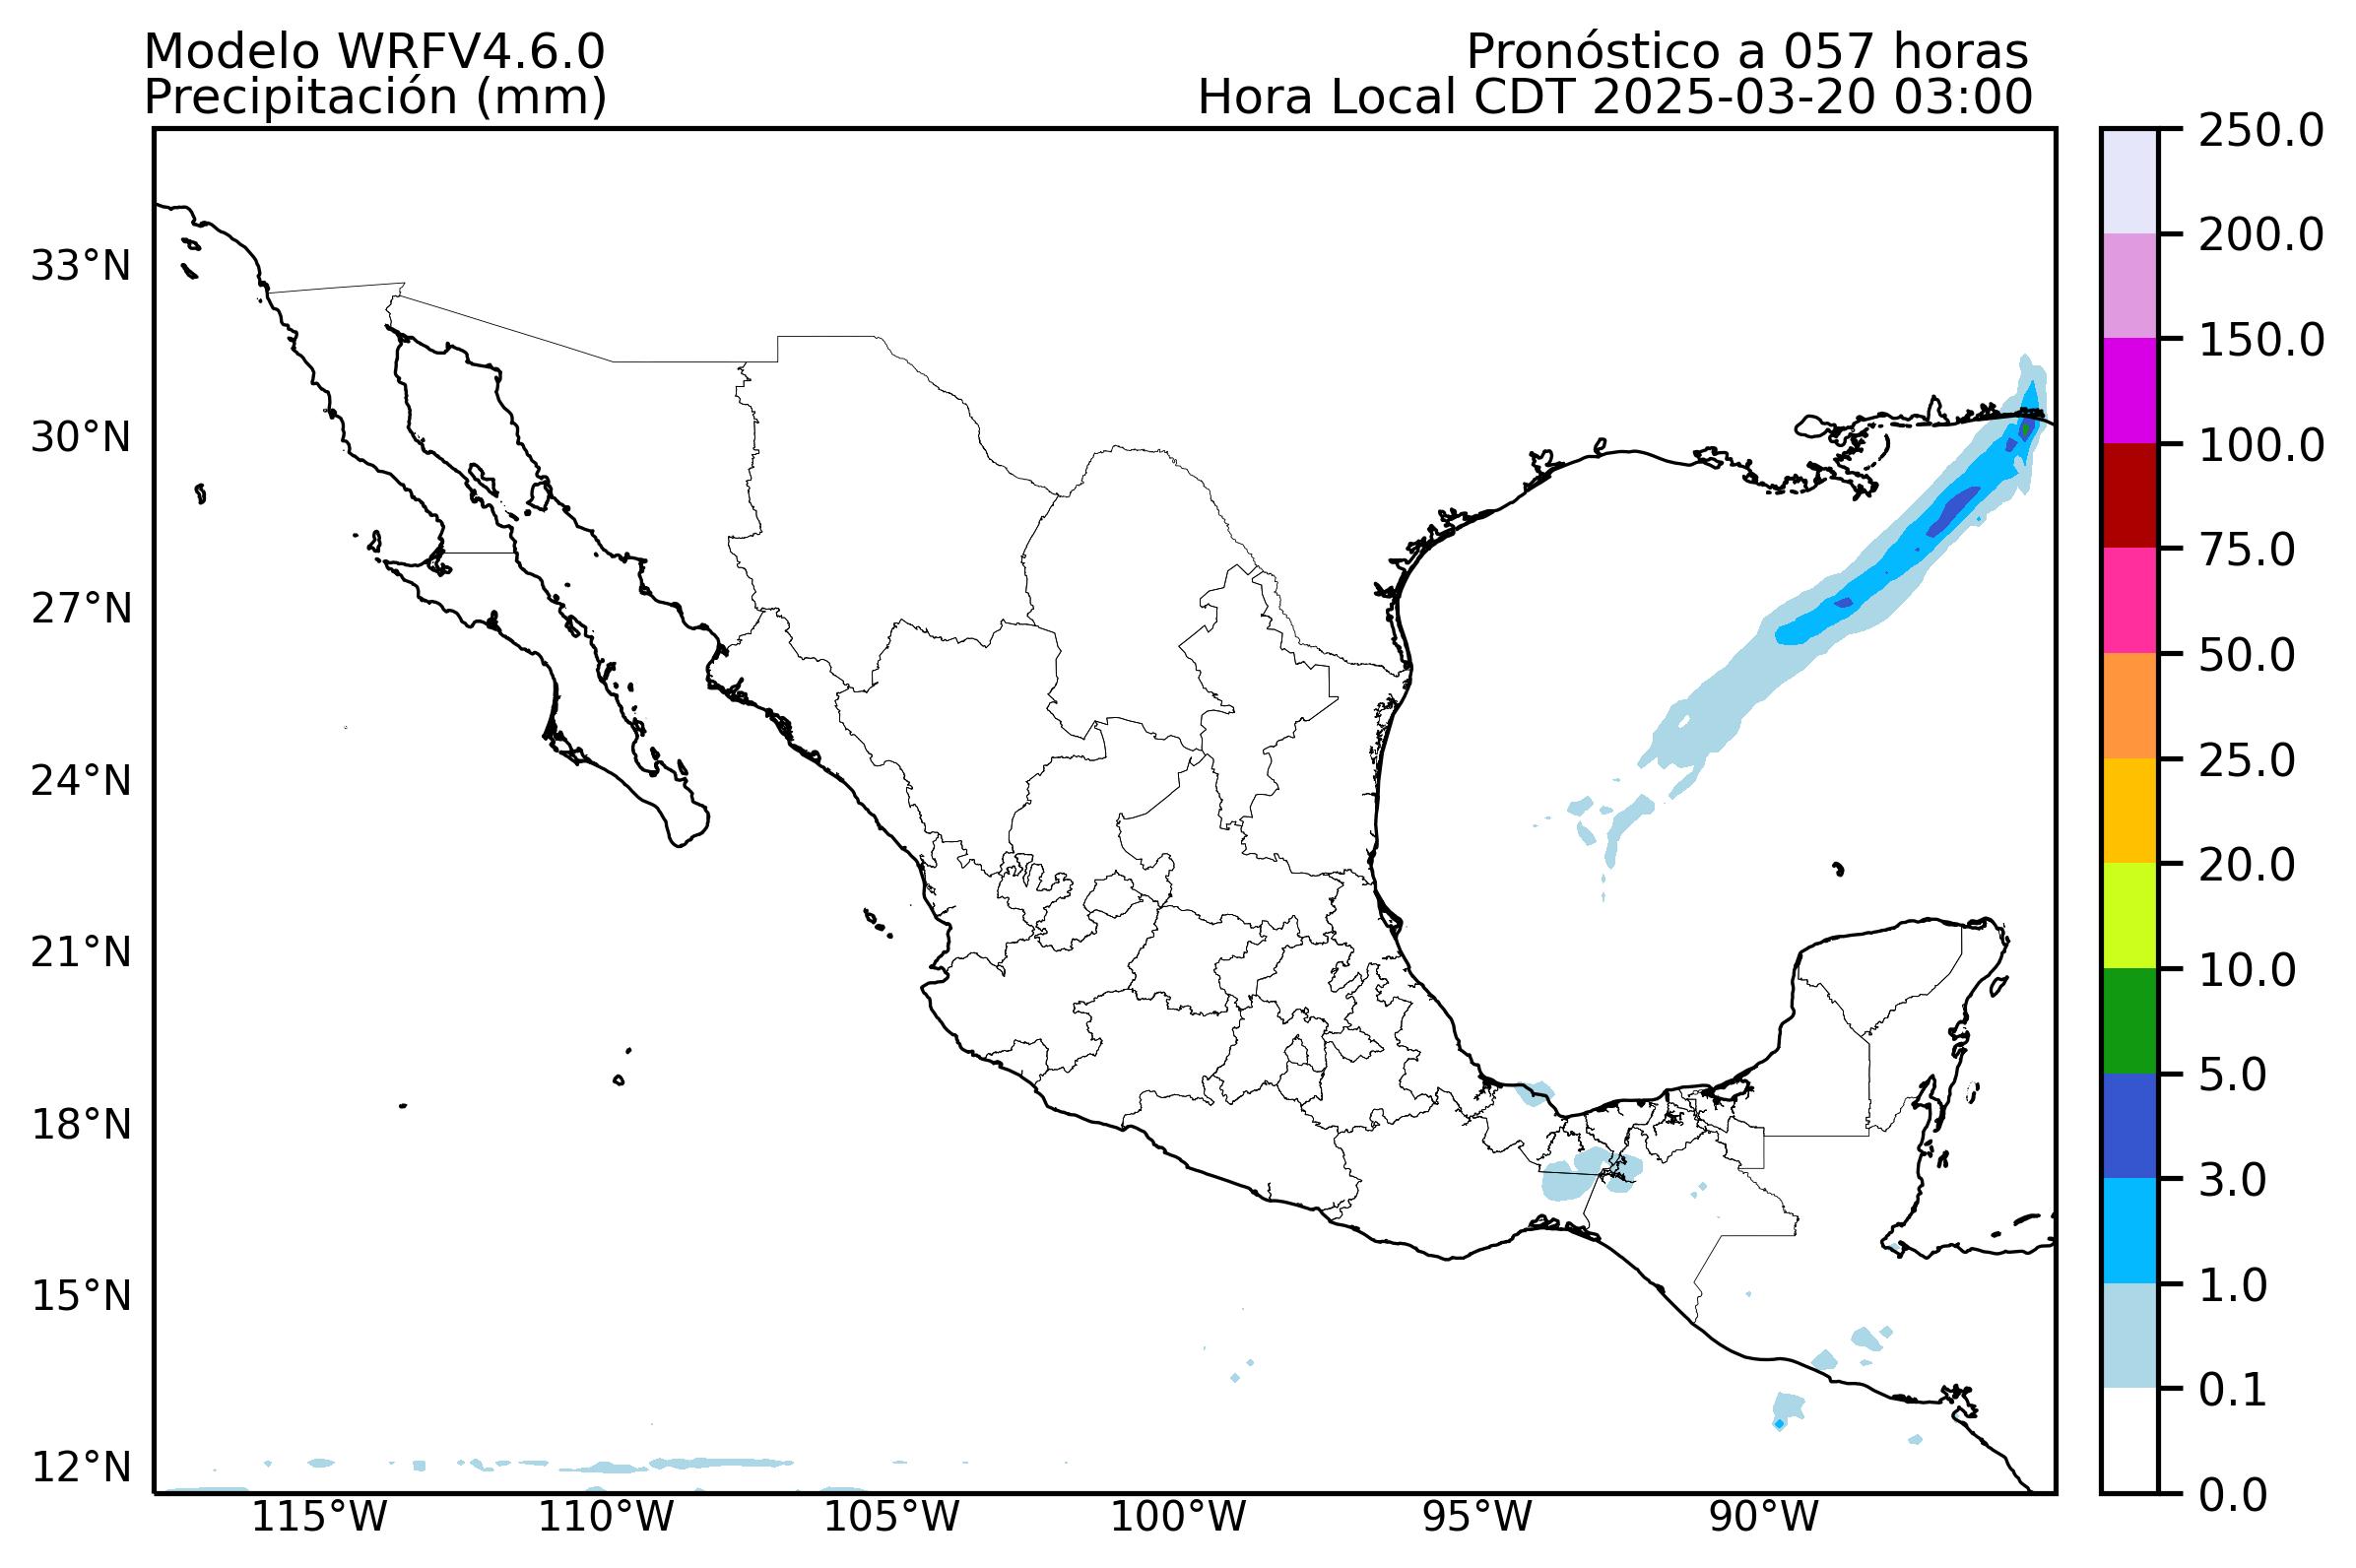 Modelo WRFV4.6.0
Precipitación (mm)
Pronóstico a 057 horas
Hora Local CDT 2025-03-20 03:00
33°N
30°N
27°N
24°N
21°N
18°N
15°N
12°N
115°W
110°W
105°W
100°W
95°W
90°W
250.0
200.0
150.0
100.0
75.0
50.0
25.0
20.0
10.0
5.0
3.0
1.0
0.1
0.0